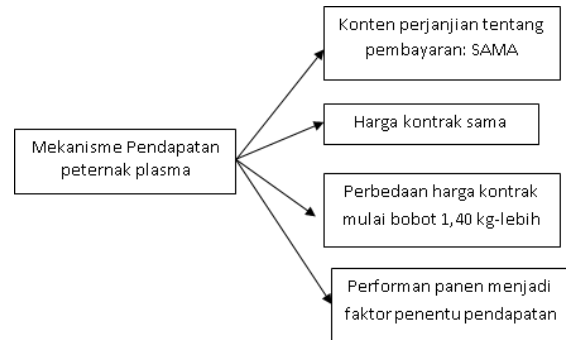 Konten perjanjian tentang
pembayaran: SAMA
Harga kontrak sama
Mekanisme Pendapatan
peternak plasma
Perbedaan harga kontrak
mulai bobot 1,40 kg-lebih
Performan panen menjadi
faktor penentu pendapatan